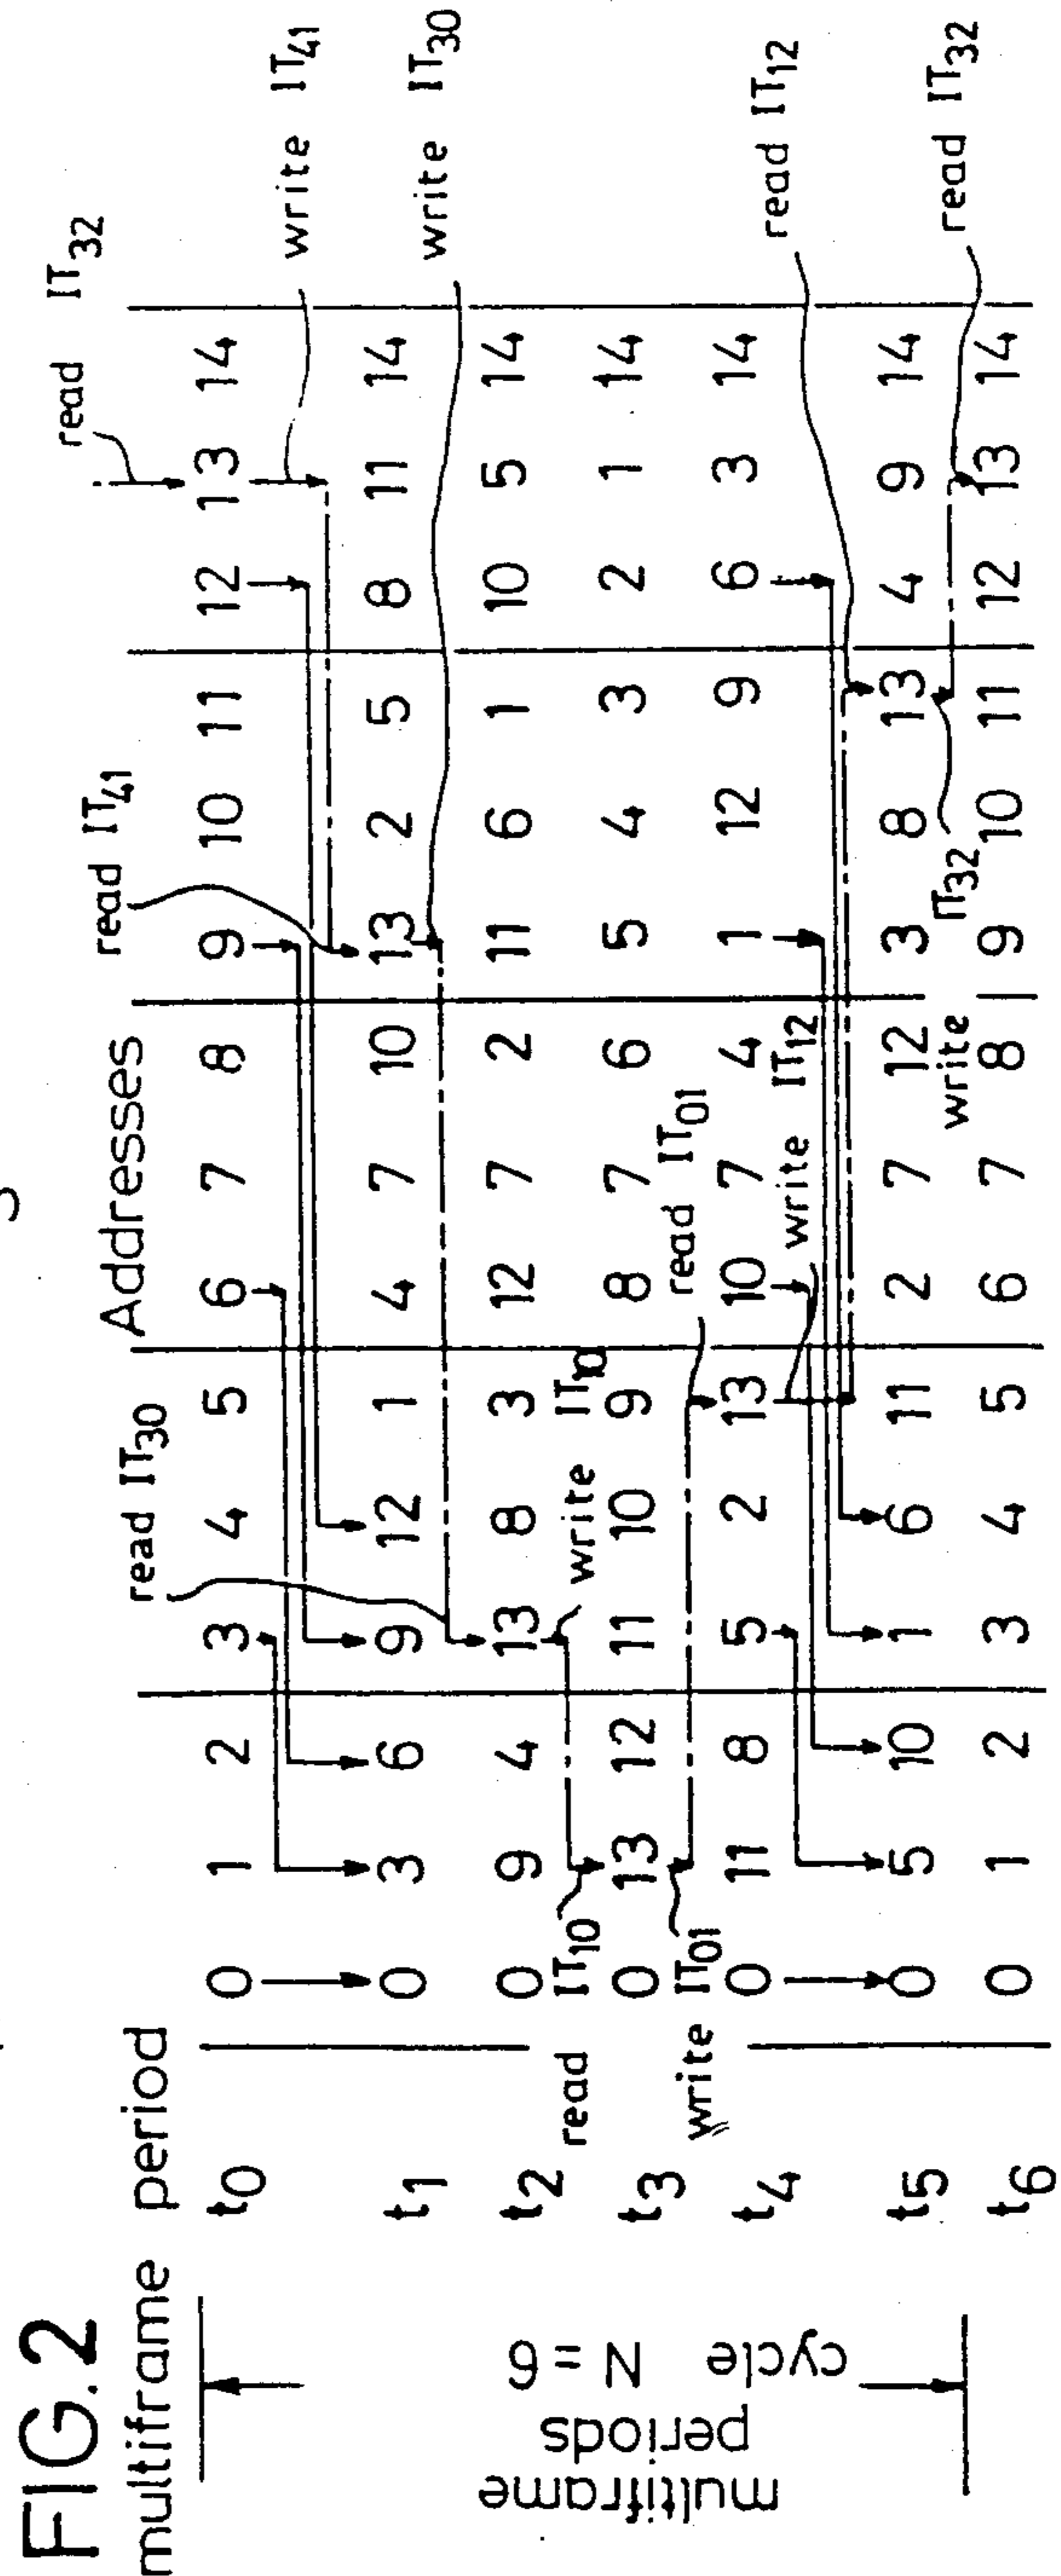 FIG.2
multiframe period
Addresses
read IT30
read IT41
read IT32
t0 0 1 2 3 4 5 6 7 8 9 10 11 12 13 14
write IT41
t1 0 3 6 9 12 1 4 7 10 13 2 5 8 11 14
write IT30
t2 0 9 4 13 8 3 12 7 2 11 6 1 10 5 14
read IT10
write IT10
t3 0 13 12 11 10 9 8 7 6 5 4 3 2 1 14
write IT01
read IT01
t4 0 11 8 5 2 13 10 7 4 1 12 9 6 3 14
write IT12
read IT12
t5 0 5 10 1 6 11 2 7 12 3 8 13 4 9 14
write IT32
read IT32
t6 0 1 2 3 4 5 6 7 8 9 10 11 12 13 14
multiframe
periods
cycle N = 6